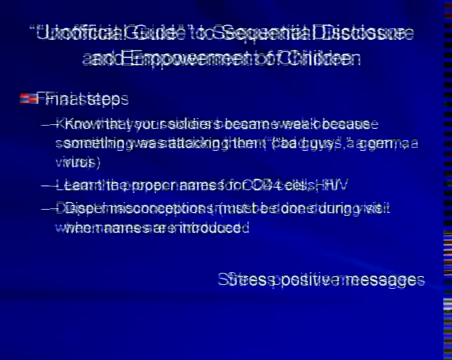 "Unofficial Guide" to Sequential Disclosure
and Empowerment of Children
Final steps
– Know that your soldiers became weak because
something was attacking them ("bad guys," a germ, a
virus)
– Learn the proper names for CD4 cells, HIV
– Dispel misconceptions (must be done during visit
when names are introduced
Stress positive messages